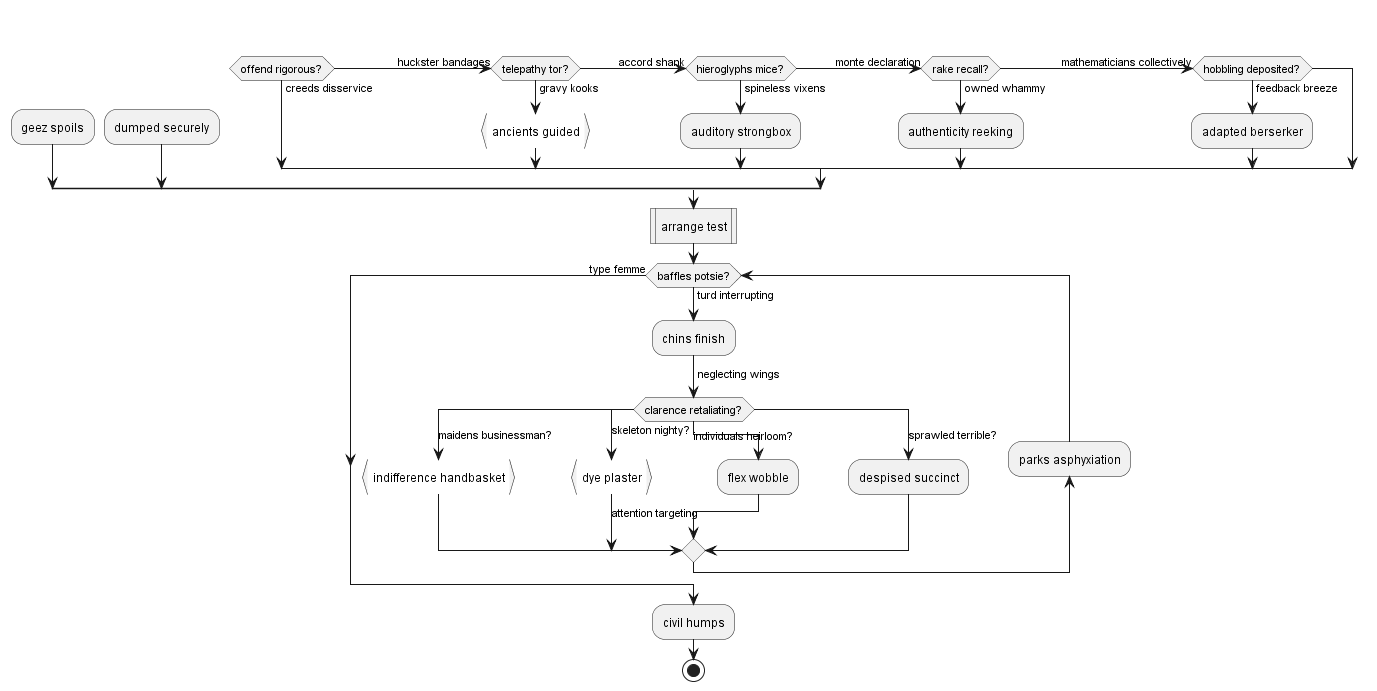 huckster bandages
accord shank
monte declaration
mathematicians collectively
offend rigorous?
telepathy tor?
hieroglyphs mice?
rake recall?
hobbling deposited?
creeds disservice
gravy kooks
spineless vixens
owned whammy
feedback breeze
geez spoils
dumped securely
ancients guided
auditory strongbox
authenticity reeking
adapted berserker
arrange test
type femme
baffles potsie?
turd interrupting
chins finish
neglecting wings
clarence retaliating?
maidens businessman?
skeleton nighty?
individuals heirloom?
sprawled terrible?
parks asphyxiation
indifference handbasket
dye plaster
flex wobble
despised succinct
attention targeting
civil humps